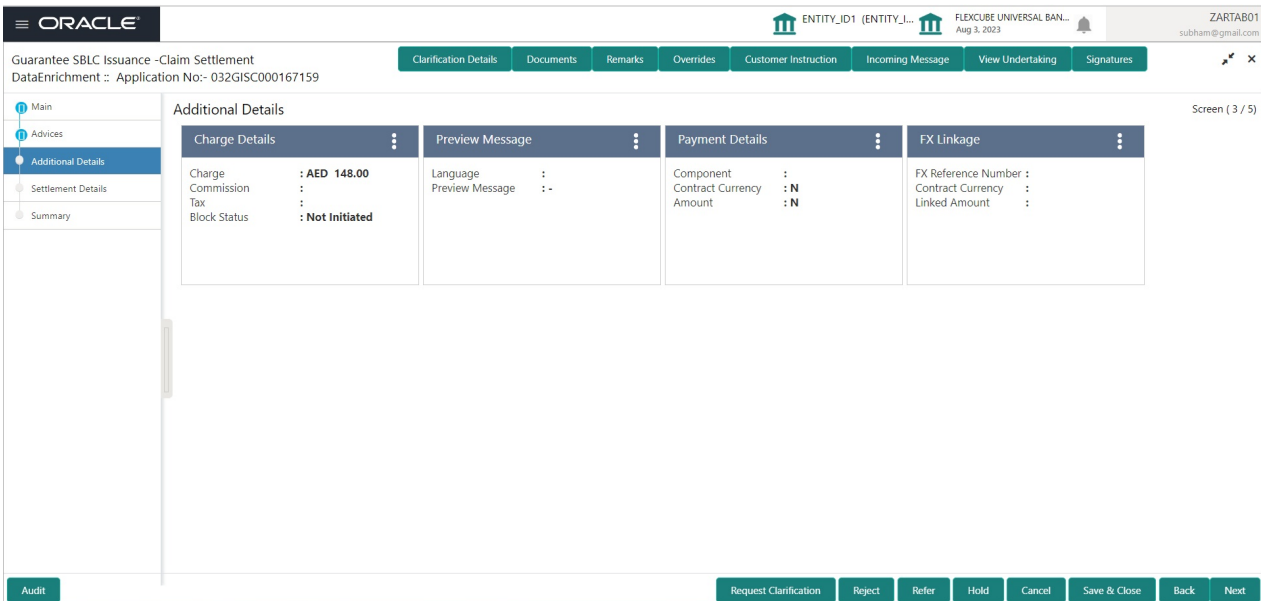 ORACLE
ENTITY_ID1 (ENTITY_I...
FLEXCUBE UNIVERSAL BAN...
Aug 3, 2023
ZARTAB01
subham@gmail.com
Guarantee SBLC Issuance -Claim Settlement
DataEnrichment :: Application No:- 032GISC000167159
Clarification Details
Documents
Remarks
Overrides
Customer Instruction
Incoming Message
View Undertaking
Signatures
Main
Advices
Additional Details
Settlement Details
Summary
Additional Details
Screen ( 3 / 5)
Charge Details
Charge : AED 148.00
Commission :
Tax :
Block Status : Not Initiated
Preview Message
Language :
Preview Message : -
Payment Details
Component :
Contract Currency : N
Amount : N
FX Linkage
FX Reference Number :
Contract Currency :
Linked Amount :
Audit
Request Clarification
Reject
Refer
Hold
Cancel
Save & Close
Back
Next